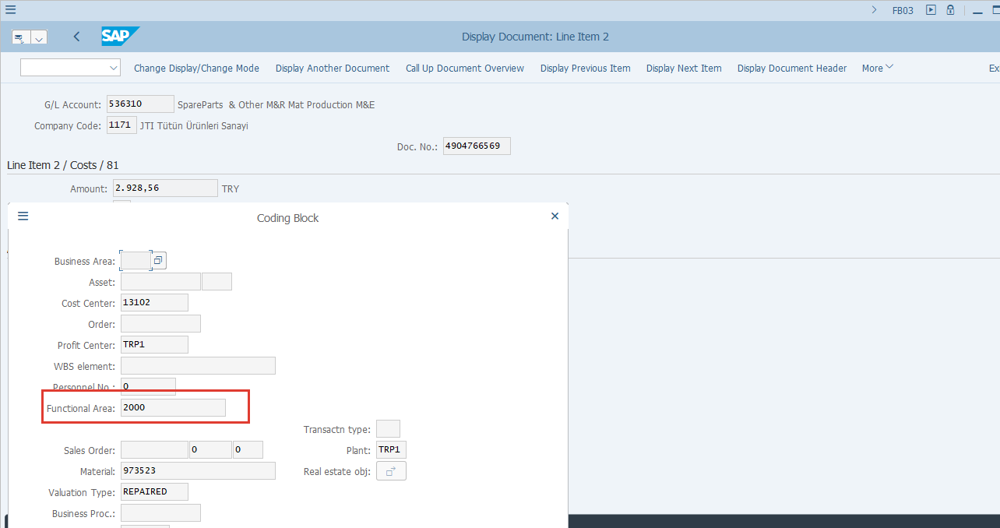 FB03
SAP
Display Document: Line Item 2
Change Display/Change Mode Display Another Document Call Up Document Overview Display Previous Item Display Next Item Display Document Header More
G/L Account: 536310 SpareParts & Other M&R Mat Production M&E
Company Code: 1171 JTI Tütün Ürünleri Sanayi
Doc. No.: 4904766569
Line Item 2 / Costs / 81
Amount: 2.928,56 TRY
Coding Block
Business Area:
Asset:
Cost Center: 13102
Order:
Profit Center: TRP1
WBS element:
Personnel No.: 0
Functional Area: 2000
Transactn type:
Sales Order: 0 0 Plant: TRP1
Material: 973523 Real estate obj:
Valuation Type: REPAIRED
Business Proc.: